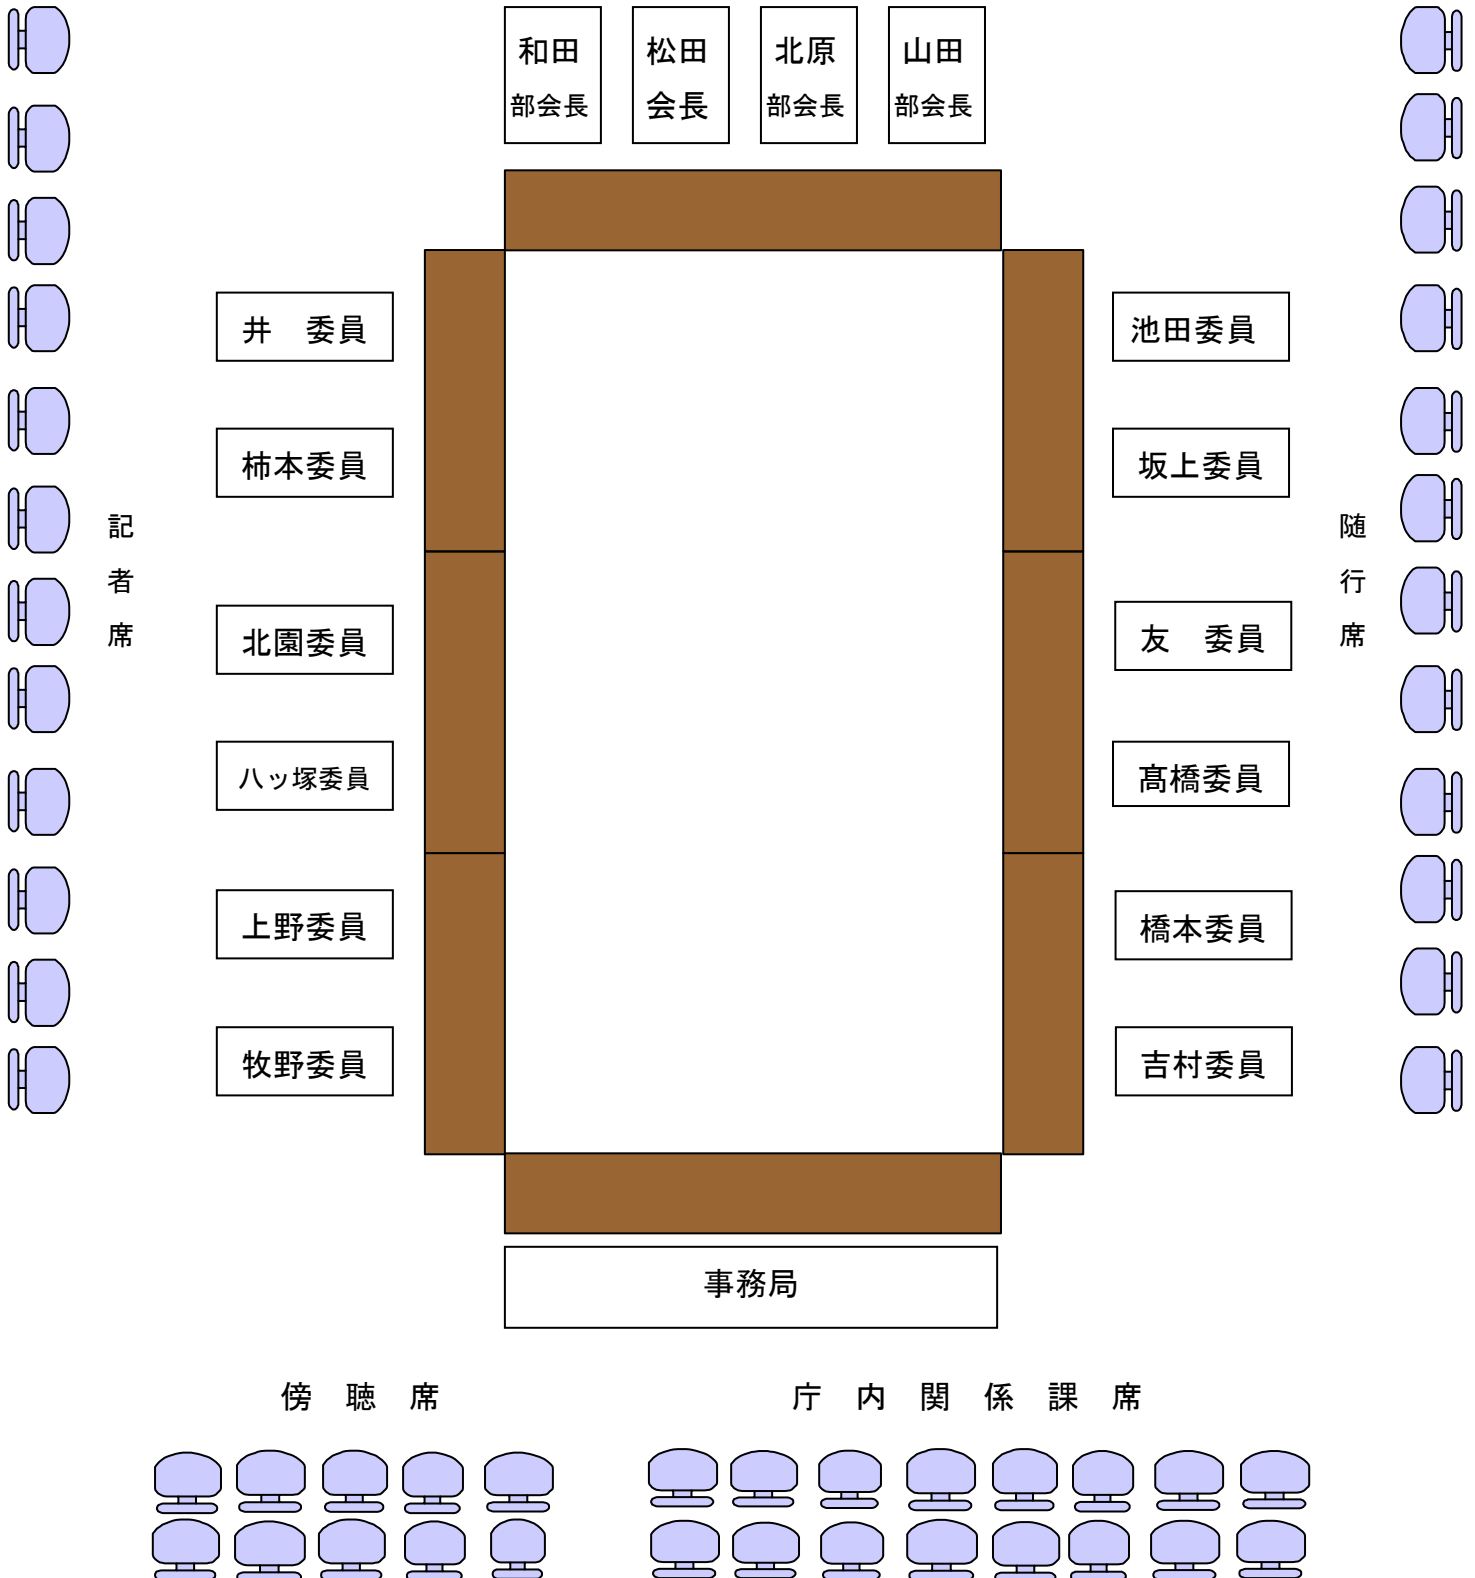 和田
部会長
松田
会長
北原
部会長
山田
部会長
井　委員
池田委員
柿本委員
坂上委員
記者席
随行席
北園委員
友　委員
八ッ塚委員
髙橋委員
上野委員
橋本委員
牧野委員
吉村委員
事務局
傍　聴　席
庁　内　関　係　課　席